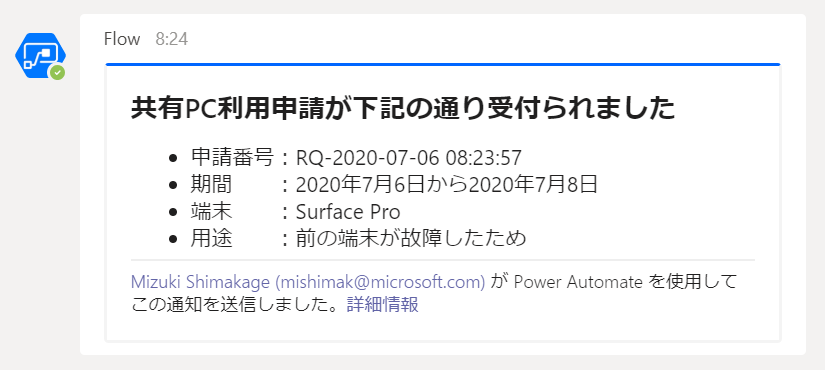 Flow 8:24
共有PC利用申請が下記の通り受付られました
申請番号：RQ-2020-07-06 08:23:57
期間　　：2020年7月6日から2020年7月8日
端末　　：Surface Pro
用途　　：前の端末が故障したため
Mizuki Shimakage (mishimak@microsoft.com) が Power Automate を使用して
この通知を送信しました。詳細情報